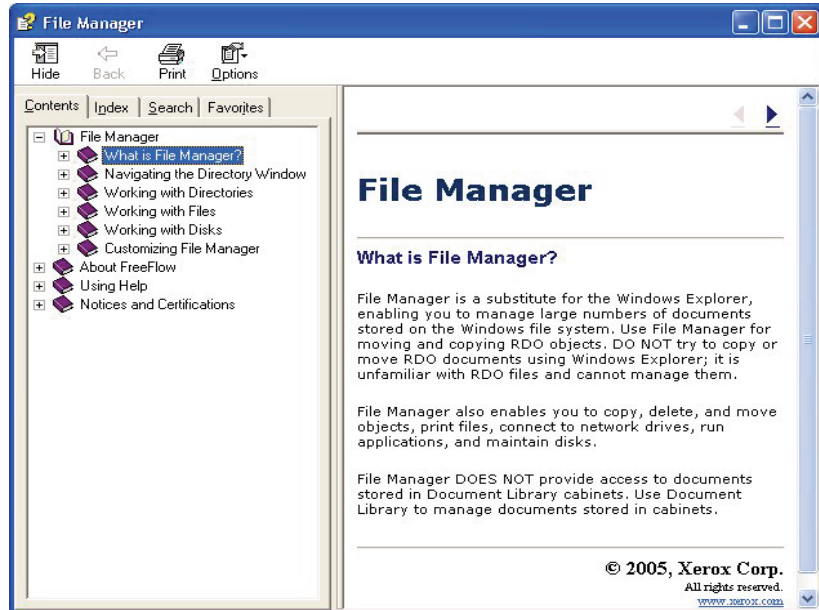 File Manager
Hide Back Print Options
Contents Index Search Favorites
File Manager
What is File Manager?
Navigating the Directory Window
Working with Directories
Working with Files
Working with Disks
Customizing File Manager
About FreeFlow
Using Help
Notices and Certifications
File Manager
What is File Manager?
File Manager is a substitute for the Windows Explorer,
enabling you to manage large numbers of documents
stored on the Windows file system. Use File Manager for
moving and copying RDO objects. DO NOT try to copy or
move RDO documents using Windows Explorer; it is
unfamiliar with RDO files and cannot manage them.
File Manager also enables you to copy, delete, and move
objects, print files, connect to network drives, run
applications, and maintain disks.
File Manager DOES NOT provide access to documents
stored in Document Library cabinets. Use Document
Library to manage documents stored in cabinets.
© 2005, Xerox Corp.
All rights reserved.
www.xerox.com